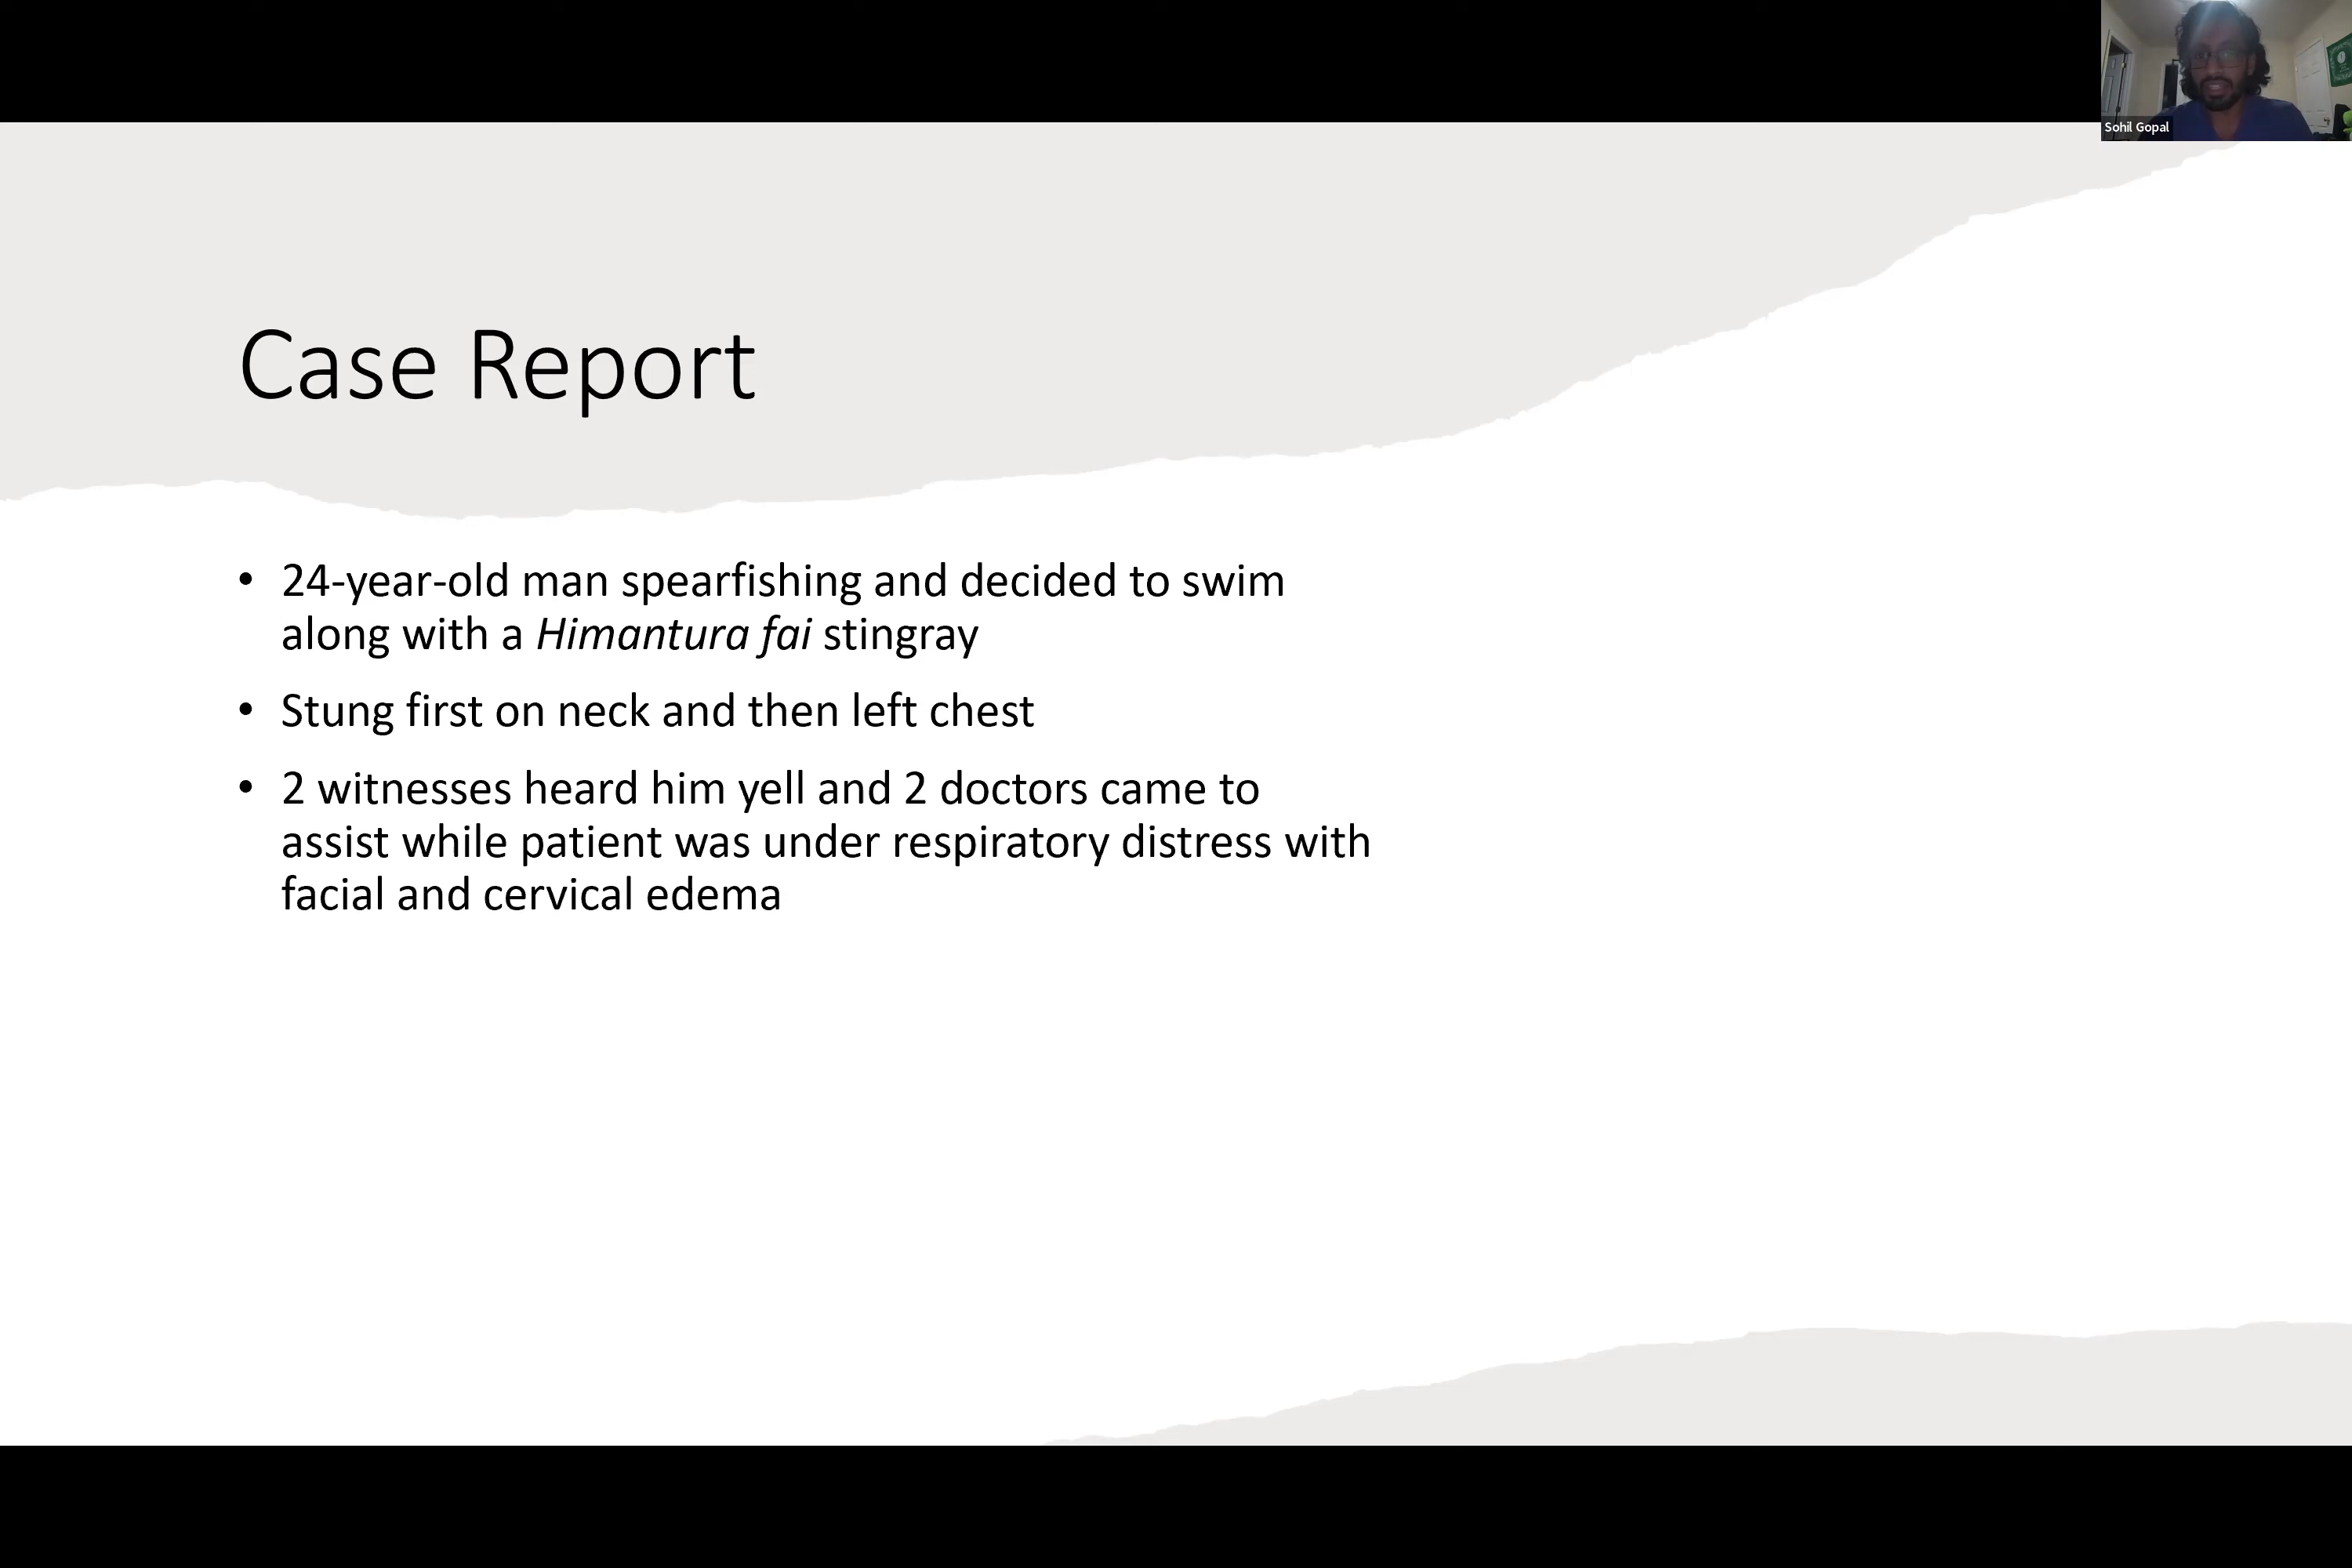 Sohil Gopal
Case Report
• 24-year-old man spearfishing and decided to swim
along with a Himantura fai stingray
• Stung first on neck and then left chest
• 2 witnesses heard him yell and 2 doctors came to
assist while patient was under respiratory distress with
facial and cervical edema